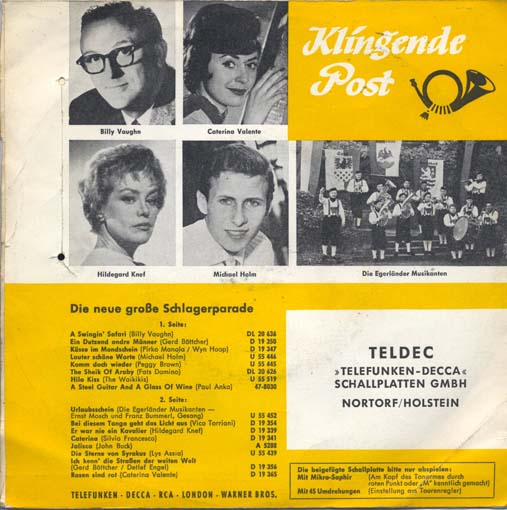 Klingende
Post
Billy Vaughn
Caterina Valente
Hildegard Knef
Michael Holm
Die Egerländer Musikanten
Die neue große Schlagerparade
1. Seite:
A Swingin' Safari (Billy Vaughn) DL 20 636
Ein Dutzend andre Männer (Gerd Böttcher) D 19 350
Küsse im Mondschein (Pirko Manola / Wyn Hoop) D 19 347
Lauter schöne Worte (Michael Holm) U 55 446
Komm doch wieder (Peggy Brown) U 55 445
The Sheik Of Araby (Fats Domino) DL 20 626
Hilo Kiss (The Waikikis) U 55 519
A Steel Guitar And A Glass Of Wine (Paul Anka) 47-8030
2. Seite:
Urlaubsschein (Die Egerländer Musikanten —
Ernst Mosch und Franz Bummerl, Gesang) U 55 452
Bei diesem Tango geht das Licht aus (Vico Torriani) D 19 354
Er war nie ein Kavalier (Hildegard Knef) D 19 339
Caterina (Silvio Francesco) D 19 341
Jalisco (John Buck) A 5288
Die Sterne von Syrakus (Lys Assia) U 55 439
Ich kenn' die Straßen der weiten Welt
(Gerd Böttcher / Detlef Engel) D 19 356
Rosen sind rot (Caterina Valente) D 19 365
TELEFUNKEN - DECCA - RCA - LONDON - WARNER BROS.
TELDEC
»TELEFUNKEN-DECCA«
SCHALLPLATTEN GMBH
NORTORF/HOLSTEIN
Die beigefügte Schallplatte bitte nur abspielen:
Mit Mikro-Saphir (Am Kopf des Tonarmes durch
roten Punkt oder „M" kenntlich gemacht)
Mit 45 Umdrehungen (Einstellung am Tourenregler)